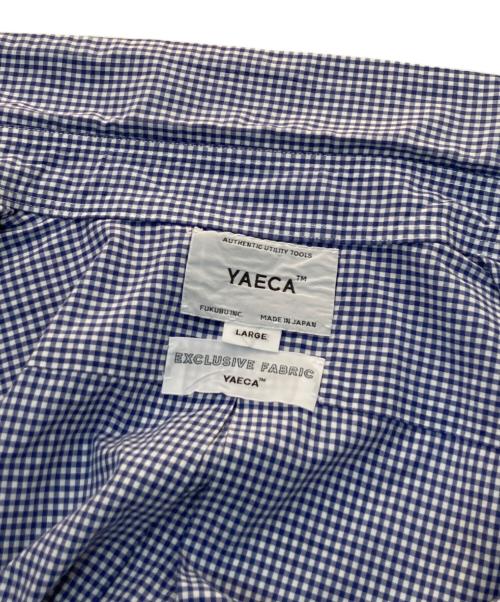 AUTHENTIC UTILITY TOOLS
YAECA™
FUKUBU INC. MADE IN JAPAN
LARGE
EXCLUSIVE FABRIC
YAECA™